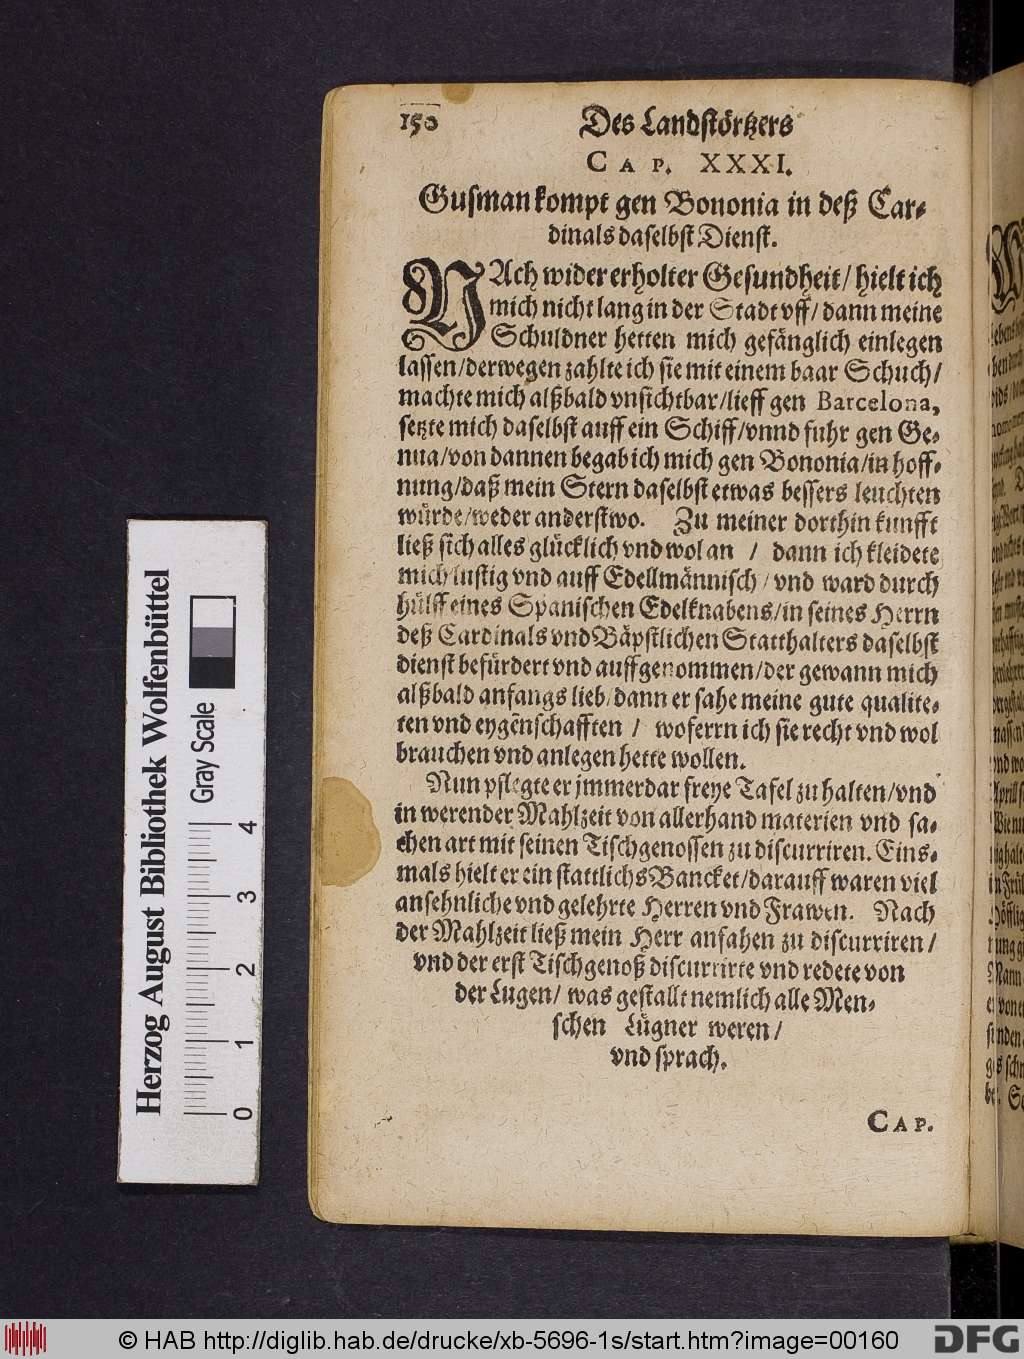 150 Des Landstörtzers
CAP. XXXI.
Gusman kompt gen Bononia in deß Car-
dinals daselbst Dienst.
NAch wider erholter Gesundheit / hielt ich
mich nicht lang in der Stadt vff / dann meine
Schuldner hetten mich gefänglich einlegen
lassen / derwegen zahlte ich sie mit einem baar Schuch /
machte mich alßbald vnsichtbar / lieff gen Barcelona,
setzte mich daselbst auff ein Schiff / vnnd fuhr gen Ge-
nua / von dannen begab ich mich gen Bononia / in hoff-
nung / daß mein Stern daselbst etwas bessers leuchten
würde / weder anderstwo. Zu meiner dorthin kunfft
ließ sich alles glücklich vnd wol an / dann ich kleidete
mich lustig vnd auff Edellmännisch / vnd ward durch
hülff eines Spanischen Edelknabens / in seines Herrn
deß Cardinals vnd Bäpstlichen Statthalters daselbst
dienst befürdert vnd auffgenommen / der gewann mich
alßbald anfangs lieb / dann er sahe meine gute qualite-
ten vnd eygenschafften / woferrn ich sie recht vnd wol
brauchen vnd anlegen hette wollen.
Nun pflegte er jmmerdar freye Tafel zu halten / vnd
in werender Mahlzeit von allerhand materien vnd sa-
chen art mit seinen Tischgenossen zu discurriren. Eins-
mals hielt er ein stattlichs Bancket / darauff waren viel
ansehnliche vnd gelehrte Herren vnd Frawen. Nach
der Mahlzeit ließ mein Herr anfahen zu discurriren /
vnd der erst Tischgenoß discurrirte vnd redete von
der Lugen / was gestallt nemlich alle Men-
schen Lügner weren /
vnd sprach.
CAP.
Herzog August Bibliothek Wolfenbüttel
Gray Scale
0 1 2 3 4
© HAB http://diglib.hab.de/drucke/xb-5696-1s/start.htm?image=00160
DFG